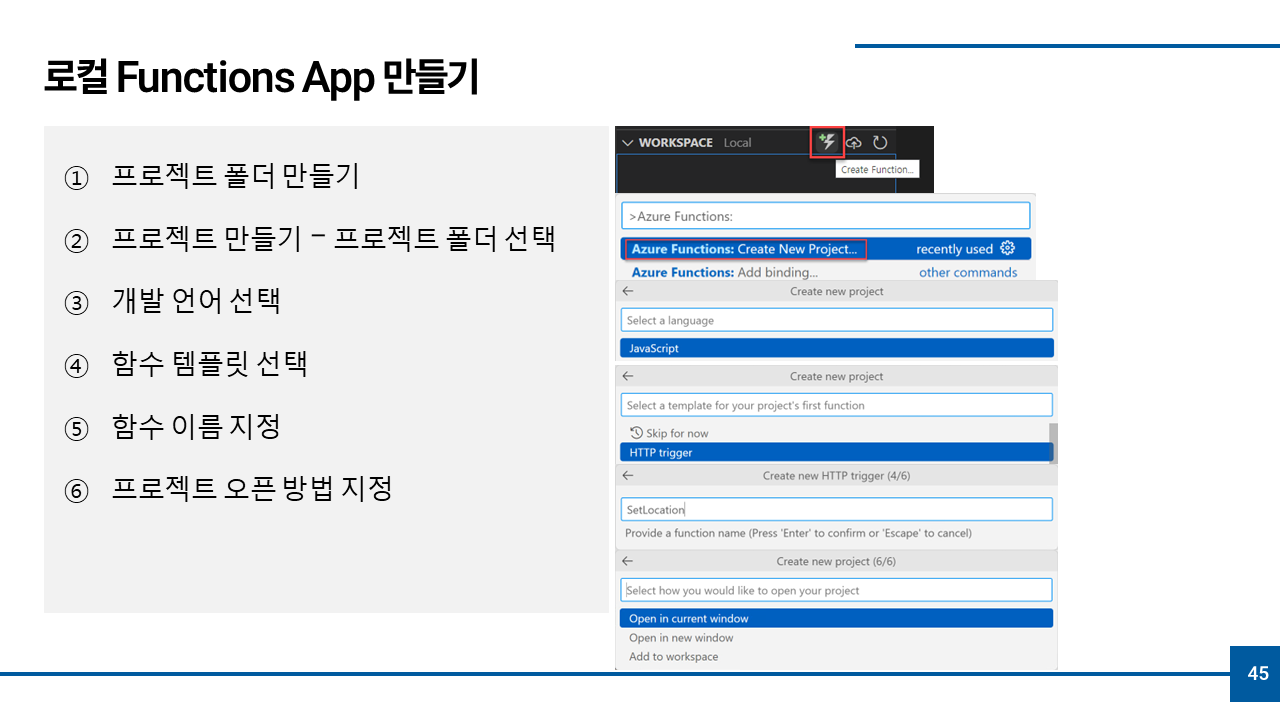 로컬 Functions App 만들기
① 프로젝트 폴더 만들기
② 프로젝트 만들기 – 프로젝트 폴더 선택
③ 개발 언어 선택
④ 함수 템플릿 선택
⑤ 함수 이름 지정
⑥ 프로젝트 오픈 방법 지정
WORKSPACE Local
Create Function...
>Azure Functions:
Azure Functions: Create New Project... recently used
Azure Functions: Add binding... other commands
Create new project
Select a language
JavaScript
Create new project
Select a template for your project's first function
Skip for now
HTTP trigger
Create new HTTP trigger (4/6)
SetLocation
Provide a function name (Press 'Enter' to confirm or 'Escape' to cancel)
Create new project (6/6)
Select how you would like to open your project
Open in current window
Open in new window
Add to workspace
45